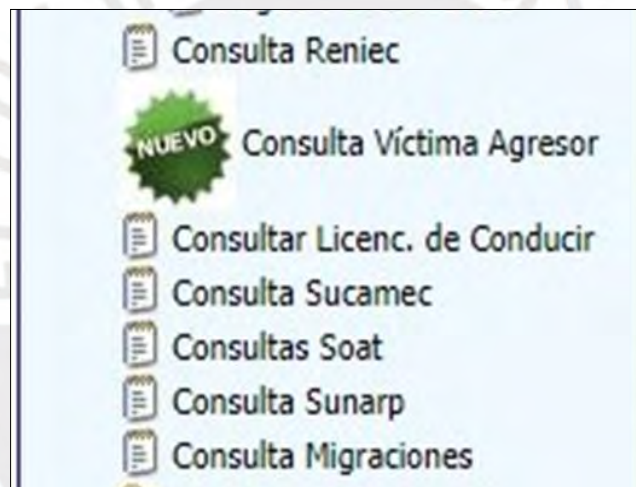 Consulta Reniec
NUEVO Consulta Víctima Agresor
Consultar Licenc. de Conducir
Consulta Sucamec
Consultas Soat
Consulta Sunarp
Consulta Migraciones